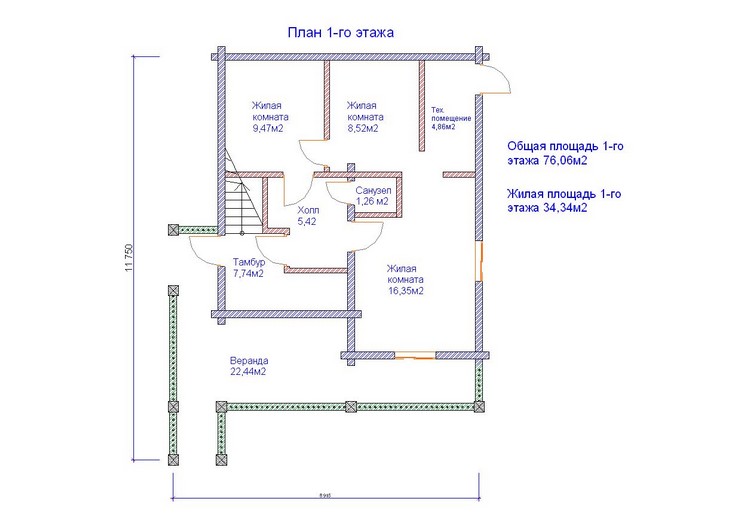 План 1-го этажа
Жилая
комната
9,47м2
Жилая
комната
8,52м2
Тех.
помещение
4,86м2
Общая площадь 1-го
этажа 76,06м2
Жилая площадь 1-го
этажа 34,34м2
Санузел
1,26 м2
Холл
5,42
Тамбур
7,74м2
Жилая
комната
16,35м2
Веранда
22,44м2
11 750